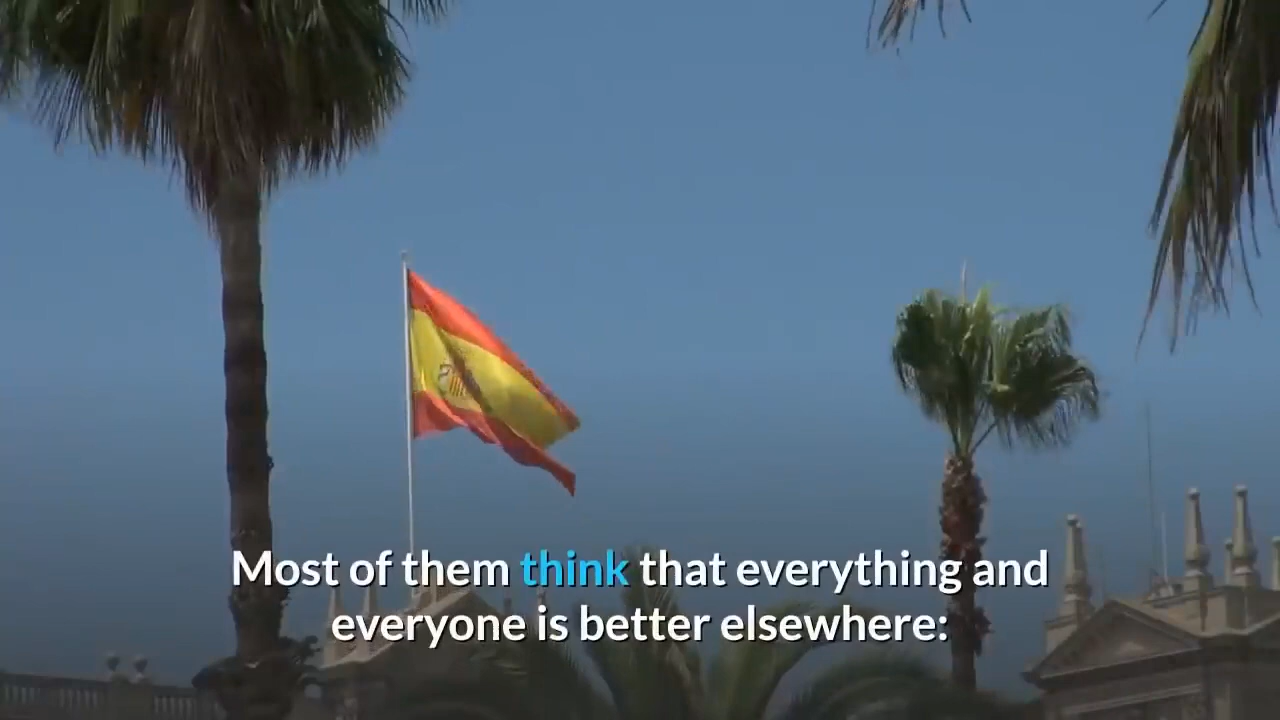 Most of them think that everything and
everyone is better elsewhere: